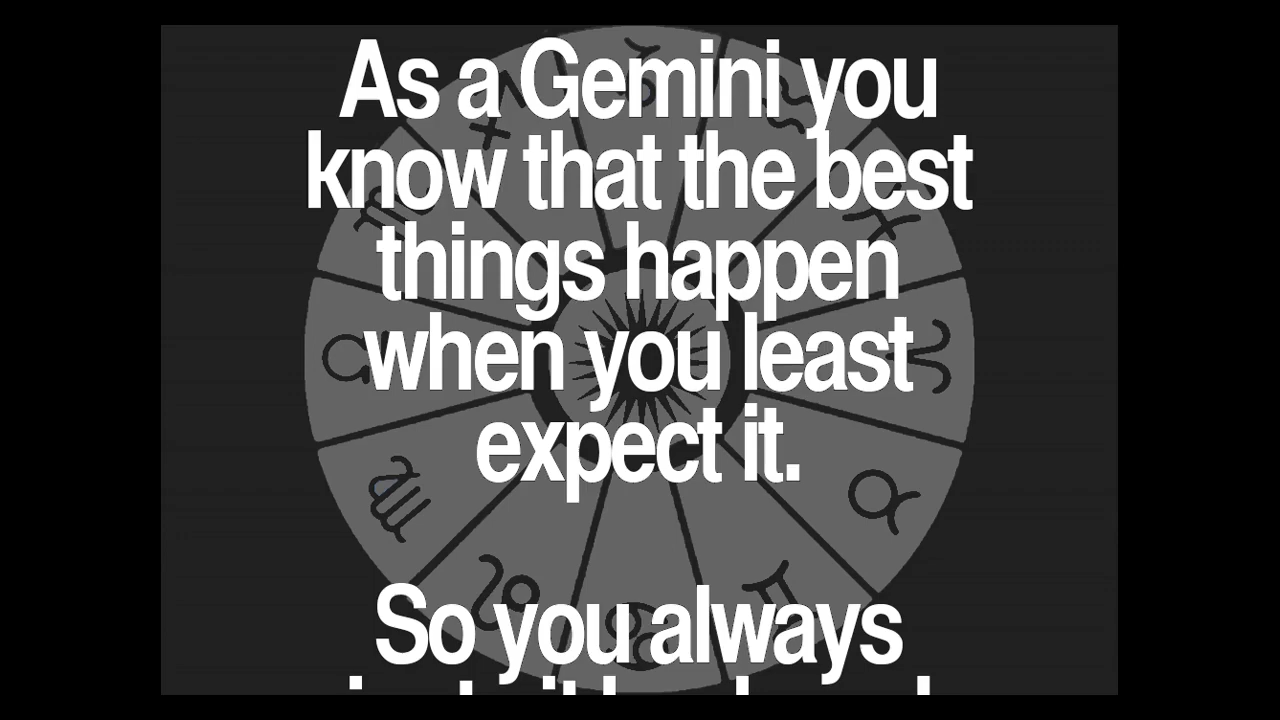 As a Gemini you
know that the best
things happen
when you least
expect it.
So you always